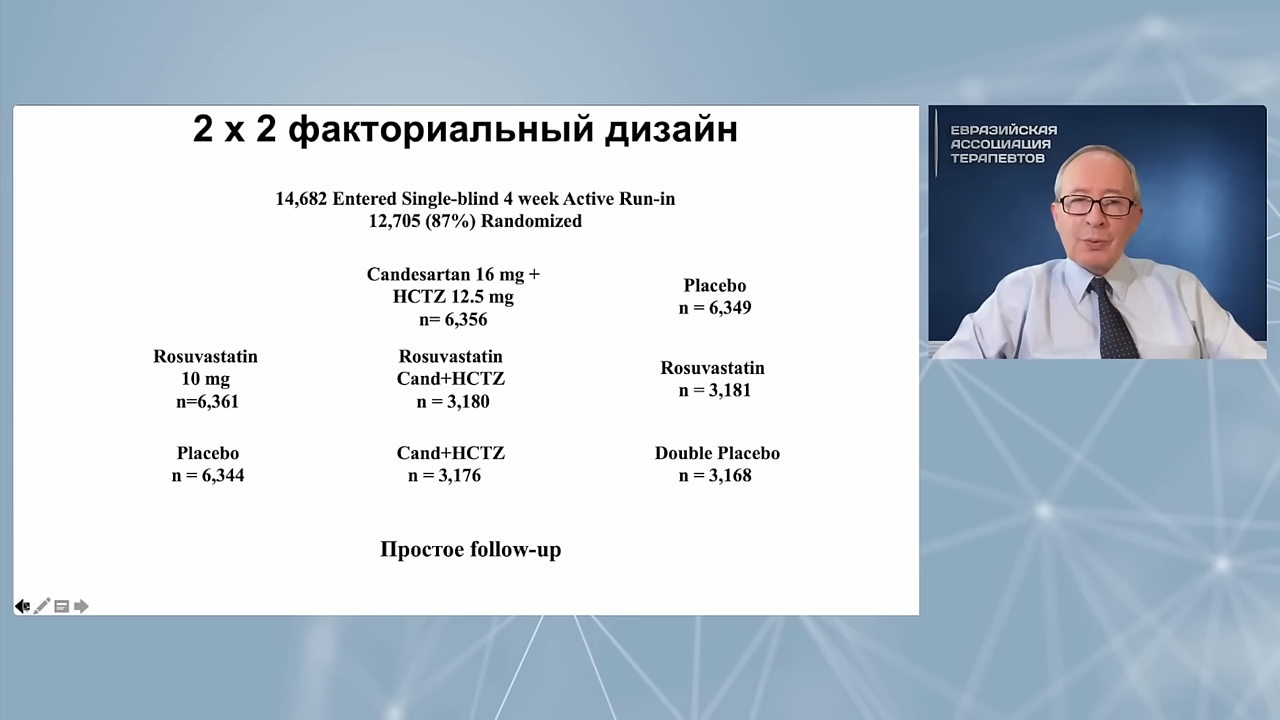 2 x 2 факториальный дизайн
14,682 Entered Single-blind 4 week Active Run-in
12,705 (87%) Randomized
Candesartan 16 mg +
HCTZ 12.5 mg
n= 6,356
Placebo
n = 6,349
Rosuvastatin
10 mg
n=6,361
Rosuvastatin
Cand+HCTZ
n = 3,180
Rosuvastatin
n = 3,181
Placebo
n = 6,344
Cand+HCTZ
n = 3,176
Double Placebo
n = 3,168
Простое follow-up
ЕВРАЗИЙСКАЯ
АССОЦИАЦИЯ
ТЕРАПЕВТОВ